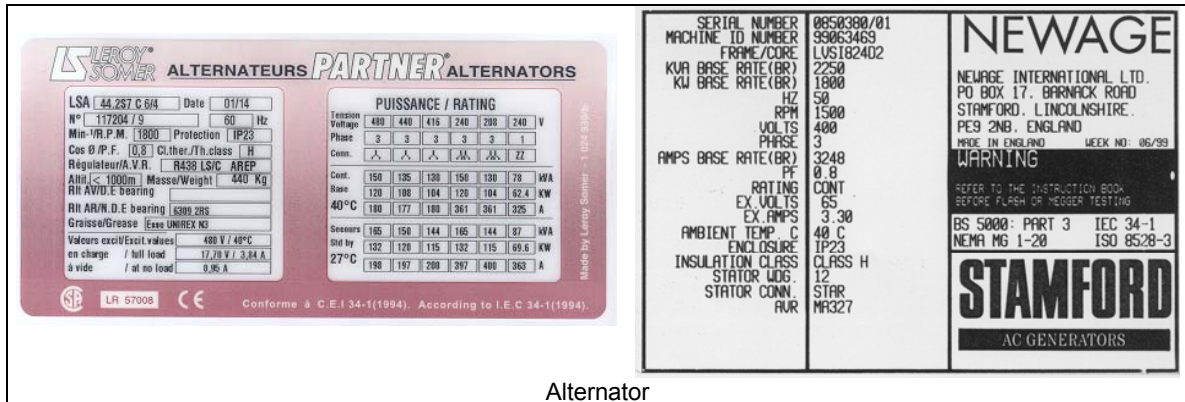 LS LEROY® SOMER ALTERNATEURS PARTNER® ALTERNATORS
LSA 44.2S7 C 6/4 Date 01/14
N° 117204 / 9 60 Hz
Min-¹/R.P.M. 1800 Protection IP23
Cos Ø /P.F. 0,8 Cl.ther./Th.class H
Régulateur/A.V.R. R438 LS/C AREP
Altit. < 1000m Masse/Weight 440 Kg
Rlt AV/D.E bearing
Rlt AR/N.D.E bearing 6309 2RS
Graisse/Grease Esso UNIREX N3
Valeurs excit/Excit.values 480 V / 40°C
en charge / full load 17,70 V / 3,84 A
à vide / at no load 0,95 A
PUISSANCE / RATING
Tension
Voltage 480 440 416 240 208 240 V
Phase 3 3 3 3 3 1
Conn. ZZ
Cont. 150 135 130 150 130 78 kVA
Base 120 108 104 120 104 62.4 KW
40°C 180 177 180 361 361 325 A
Secours 165 150 144 165 144 87 kVA
Std by 132 120 115 132 115 69.6 KW
27°C 198 197 200 397 400 363 A
Made by Leroy Somer - 1 024 930/b
SA LR 57008 CE Conforme à C.E.I 34-1(1994). According to I.E.C 34-1(1994).
SERIAL NUMBER 0850380/01
MACHINE ID NUMBER 99063469
FRAME/CORE LVSI824D2
KVA BASE RATE(BR) 2250
KW BASE RATE(BR) 1800
HZ 50
RPM 1500
VOLTS 400
PHASE 3
AMPS BASE RATE(BR) 3248
PF 0.8
RATING CONT
EX.VOLTS 65
EX.AMPS 3.30
AMBIENT TEMP. C 40 C
ENCLOSURE IP23
INSULATION CLASS CLASS H
STATOR WDG. 12
STATOR CONN. STAR
AVR MA327
NEWAGE
NEWAGE INTERNATIONAL LTD.
PO BOX 17. BARNACK ROAD
STAMFORD. LINCOLNSHIRE.
PE9 2NB. ENGLAND
MADE IN ENGLAND WEEK NO: 06/99
WARNING
REFER TO THE INSTRUCTION BOOK
BEFORE FLASH OR MEGGER TESTING
BS 5000: PART 3 IEC 34-1
NEMA MG 1-20 ISO 8528-3
STAMFORD
AC GENERATORS
Alternator